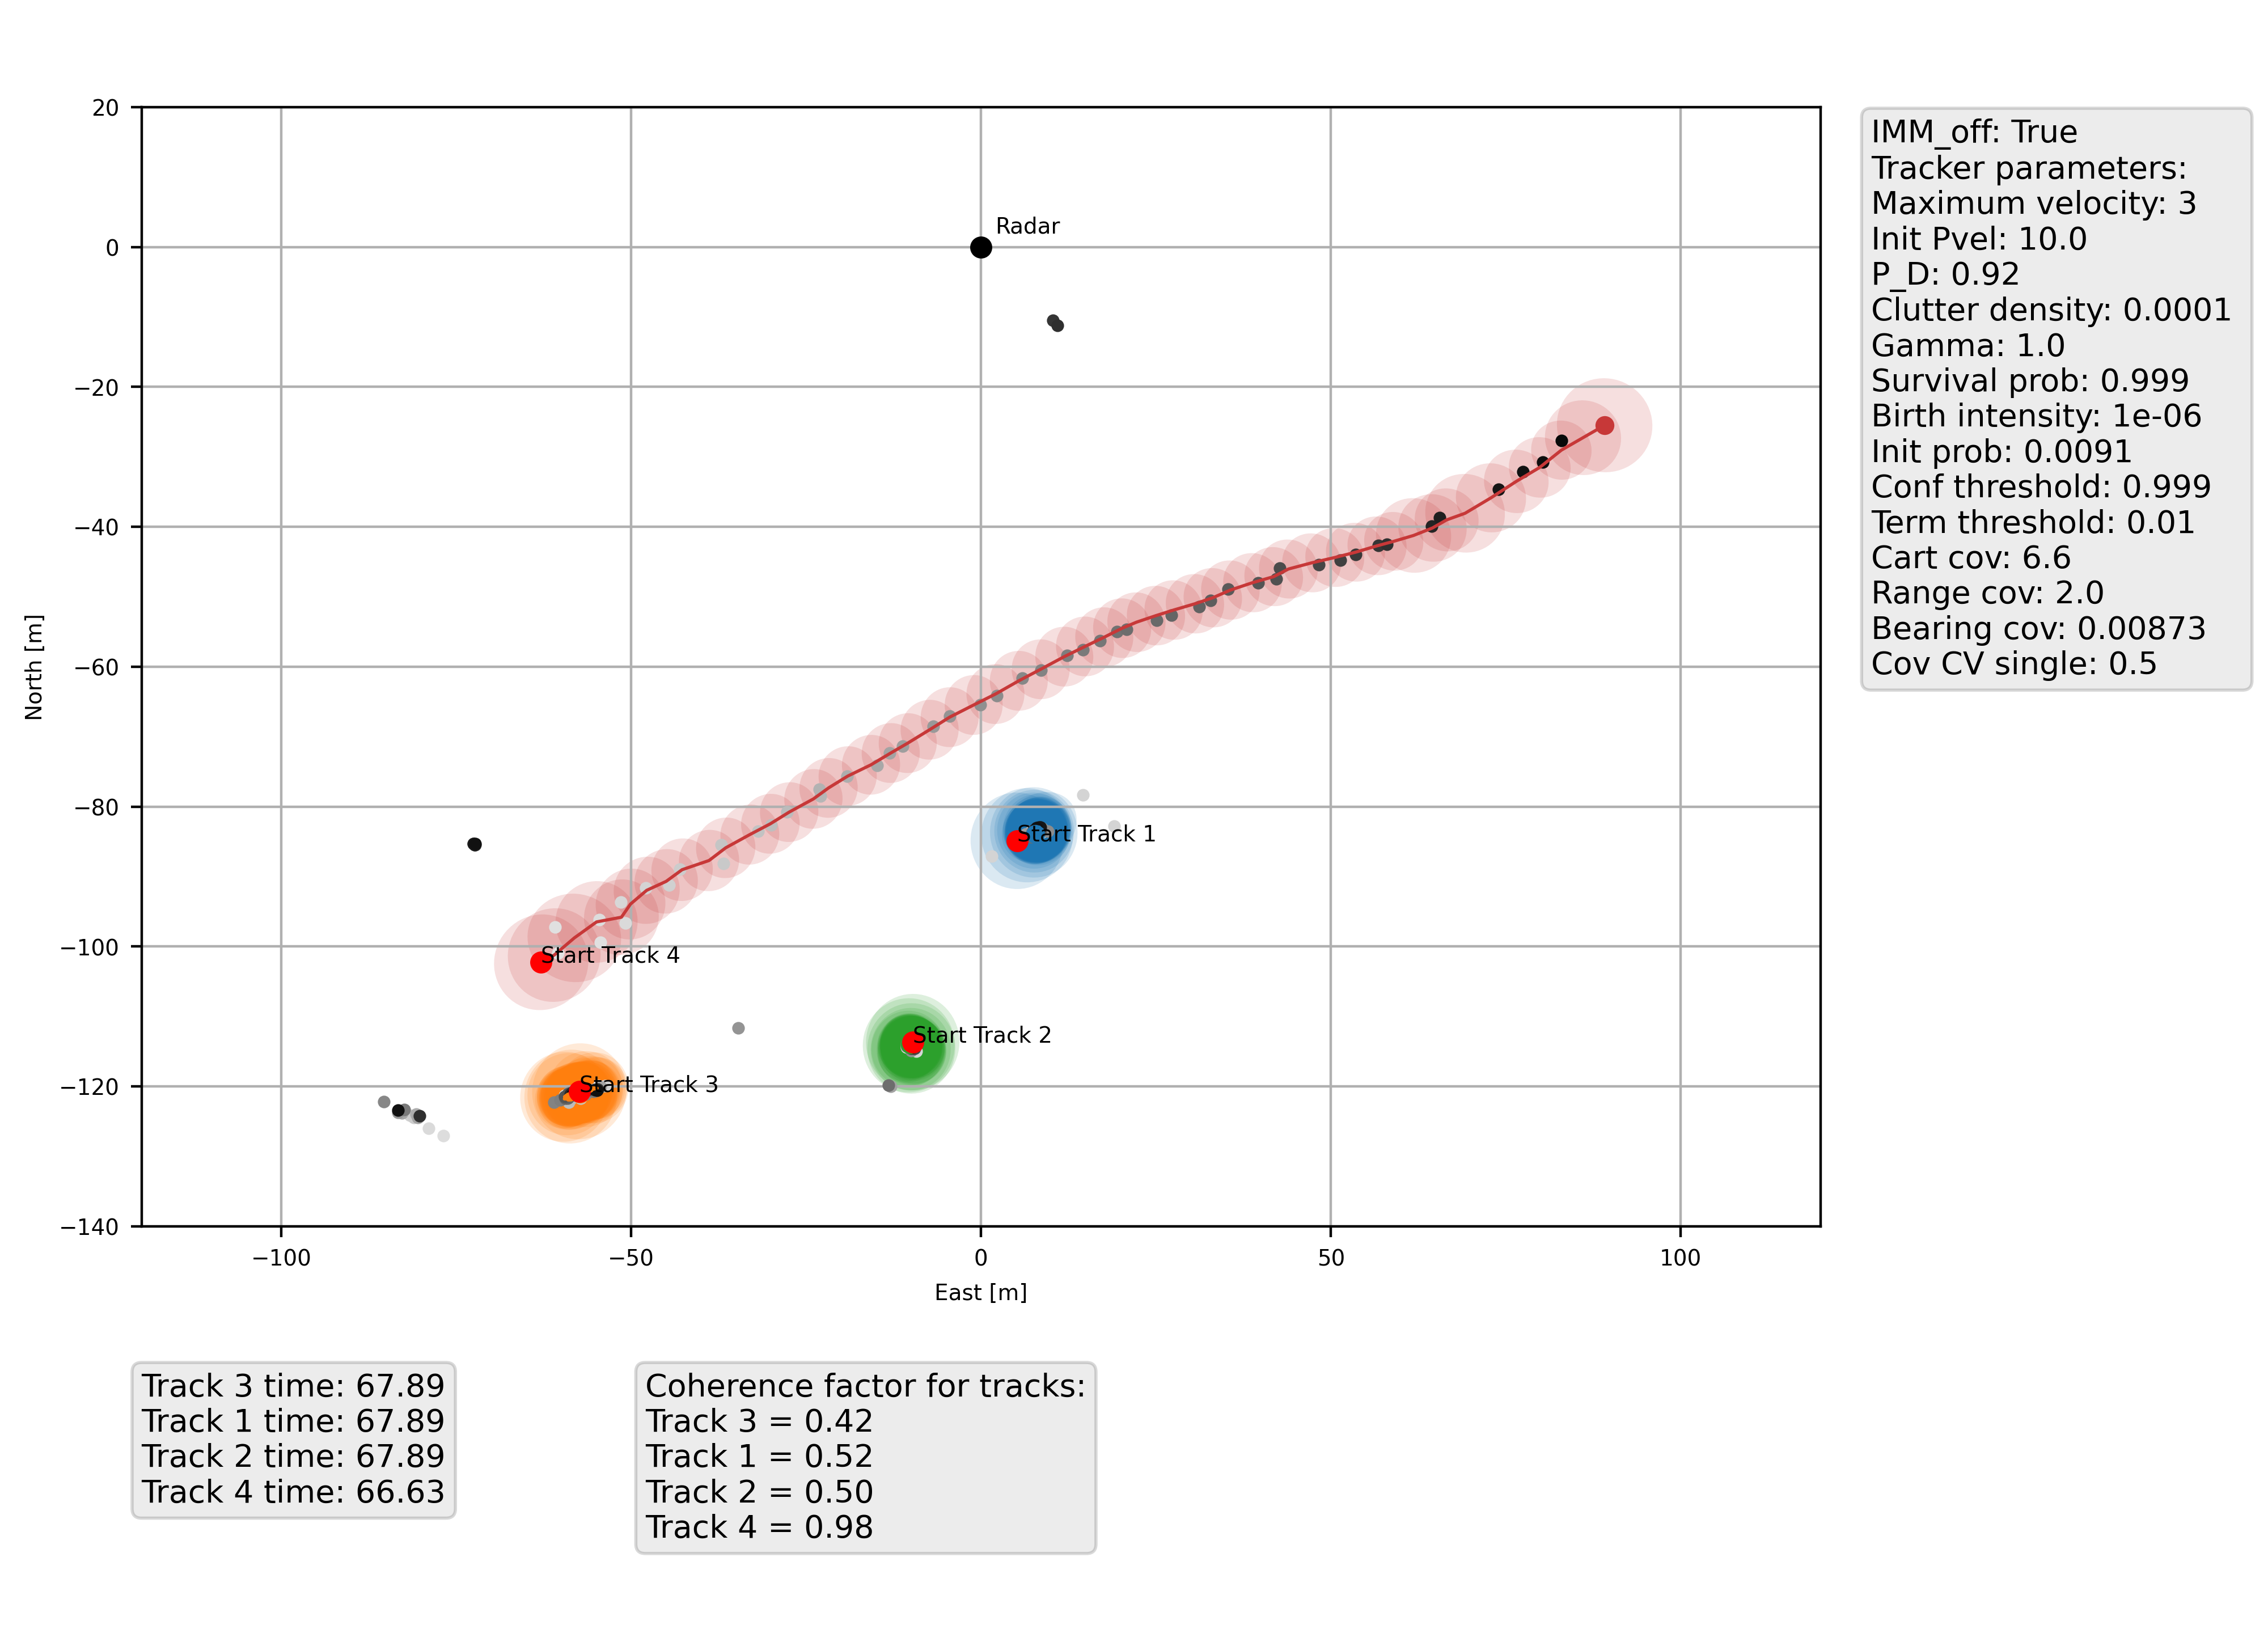 20
0
−20
−40
−60
−80
−100
−120
−140
−100
−50
0
50
100
North [m]
East [m]
Radar
Start Track 1
Start Track 4
Start Track 2
Start Track 3
IMM_off: True
Tracker parameters:
Maximum velocity: 3
Init Pvel: 10.0
P_D: 0.92
Clutter density: 0.0001
Gamma: 1.0
Survival prob: 0.999
Birth intensity: 1e-06
Init prob: 0.0091
Conf threshold: 0.999
Term threshold: 0.01
Cart cov: 6.6
Range cov: 2.0
Bearing cov: 0.00873
Cov CV single: 0.5
Track 3 time: 67.89
Track 1 time: 67.89
Track 2 time: 67.89
Track 4 time: 66.63
Coherence factor for tracks:
Track 3 = 0.42
Track 1 = 0.52
Track 2 = 0.50
Track 4 = 0.98